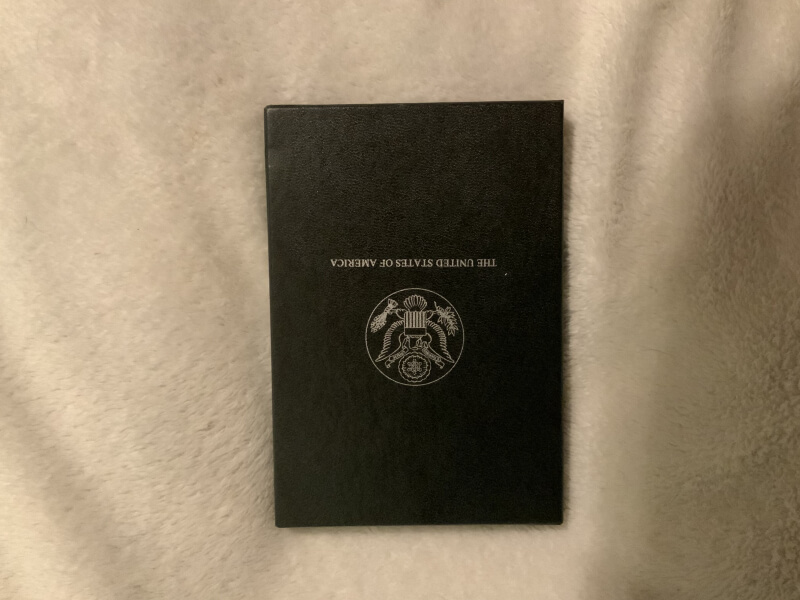 THE UNITED STATES OF AMERICA